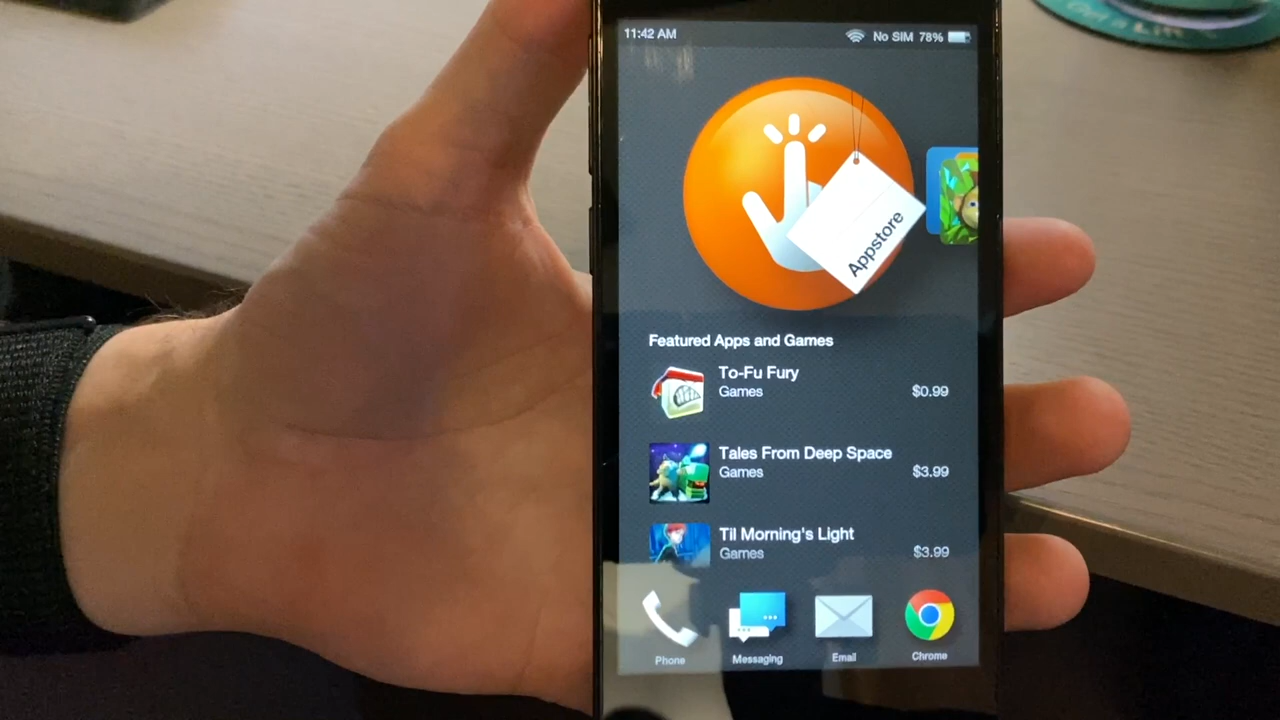 11:42 AM
No SIM 78%
Appstore
Featured Apps and Games
To-Fu Fury
Games
$0.99
Tales From Deep Space
Games
$3.99
Til Morning's Light
Games
$3.99
Phone
Messaging
Email
Chrome